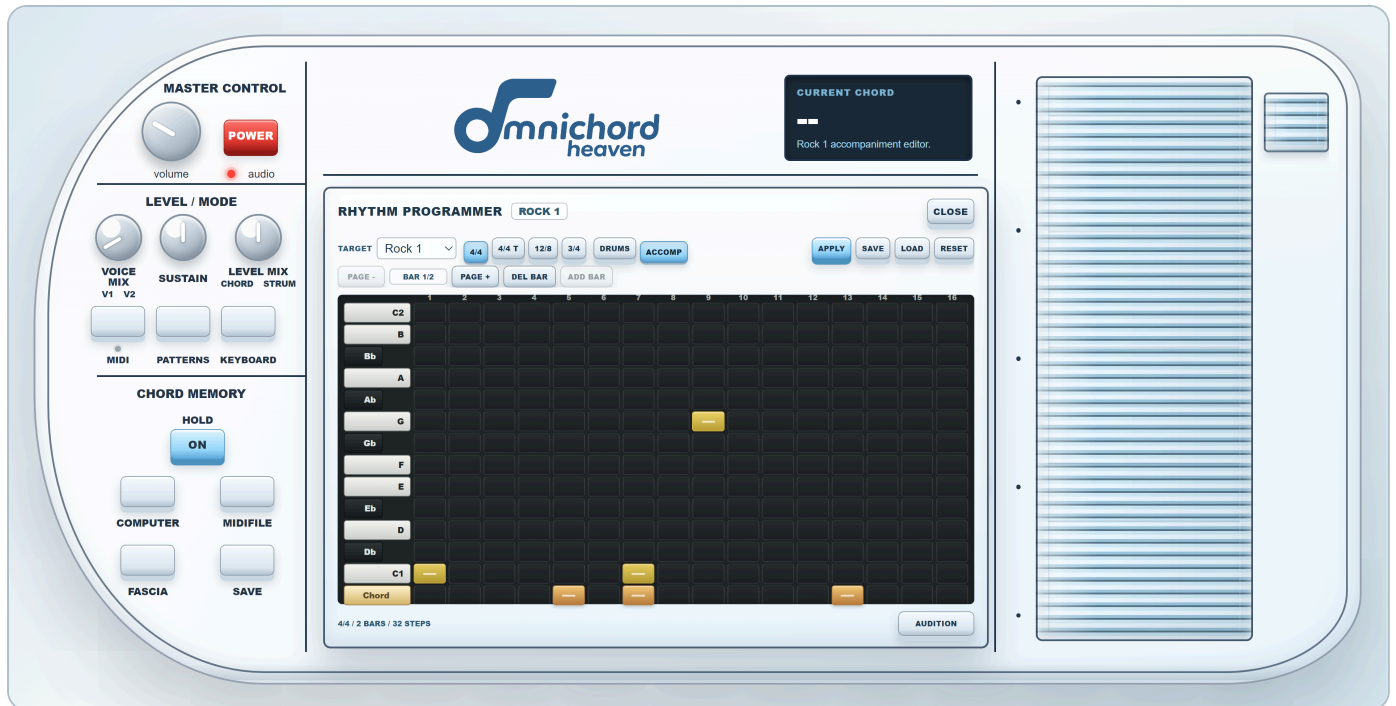 MASTER CONTROL
POWER
volume
audio
LEVEL / MODE
VOICE MIX
V1 V2
SUSTAIN
LEVEL MIX
CHORD STRUM
MIDI
PATTERNS
KEYBOARD
CHORD MEMORY
HOLD
ON
COMPUTER
MIDIFILE
FASCIA
SAVE
omnichord
heaven
CURRENT CHORD
--
Rock 1 accompaniment editor.
RHYTHM PROGRAMMER
ROCK 1
CLOSE
TARGET
Rock 1
4/4
4/4 T
12/8
3/4
DRUMS
ACCOMP
APPLY
SAVE
LOAD
RESET
PAGE -
BAR 1/2
PAGE +
DEL BAR
ADD BAR
1 2 3 4 5 6 7 8 9 10 11 12 13 14 15 16
C2
B
Bb
A
Ab
G
Gb
F
E
Eb
D
Db
C1
Chord
4/4 / 2 BARS / 32 STEPS
AUDITION